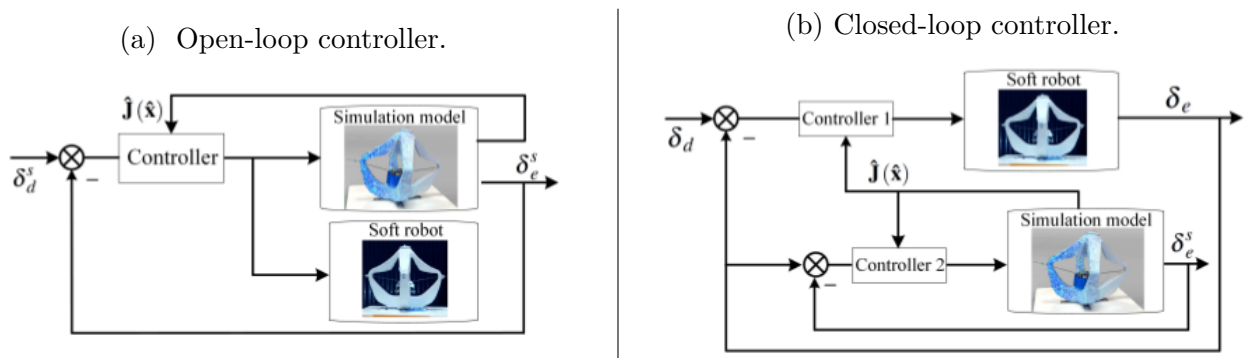 (a) Open-loop controller.
Ĵ(x̂)
Simulation model
Controller
δ_d^s
−
δ_e^s
Soft robot
(b) Closed-loop controller.
Soft robot
δ_d
−
Controller 1
δ_e
Ĵ(x̂)
Simulation model
−
Controller 2
δ_e^s